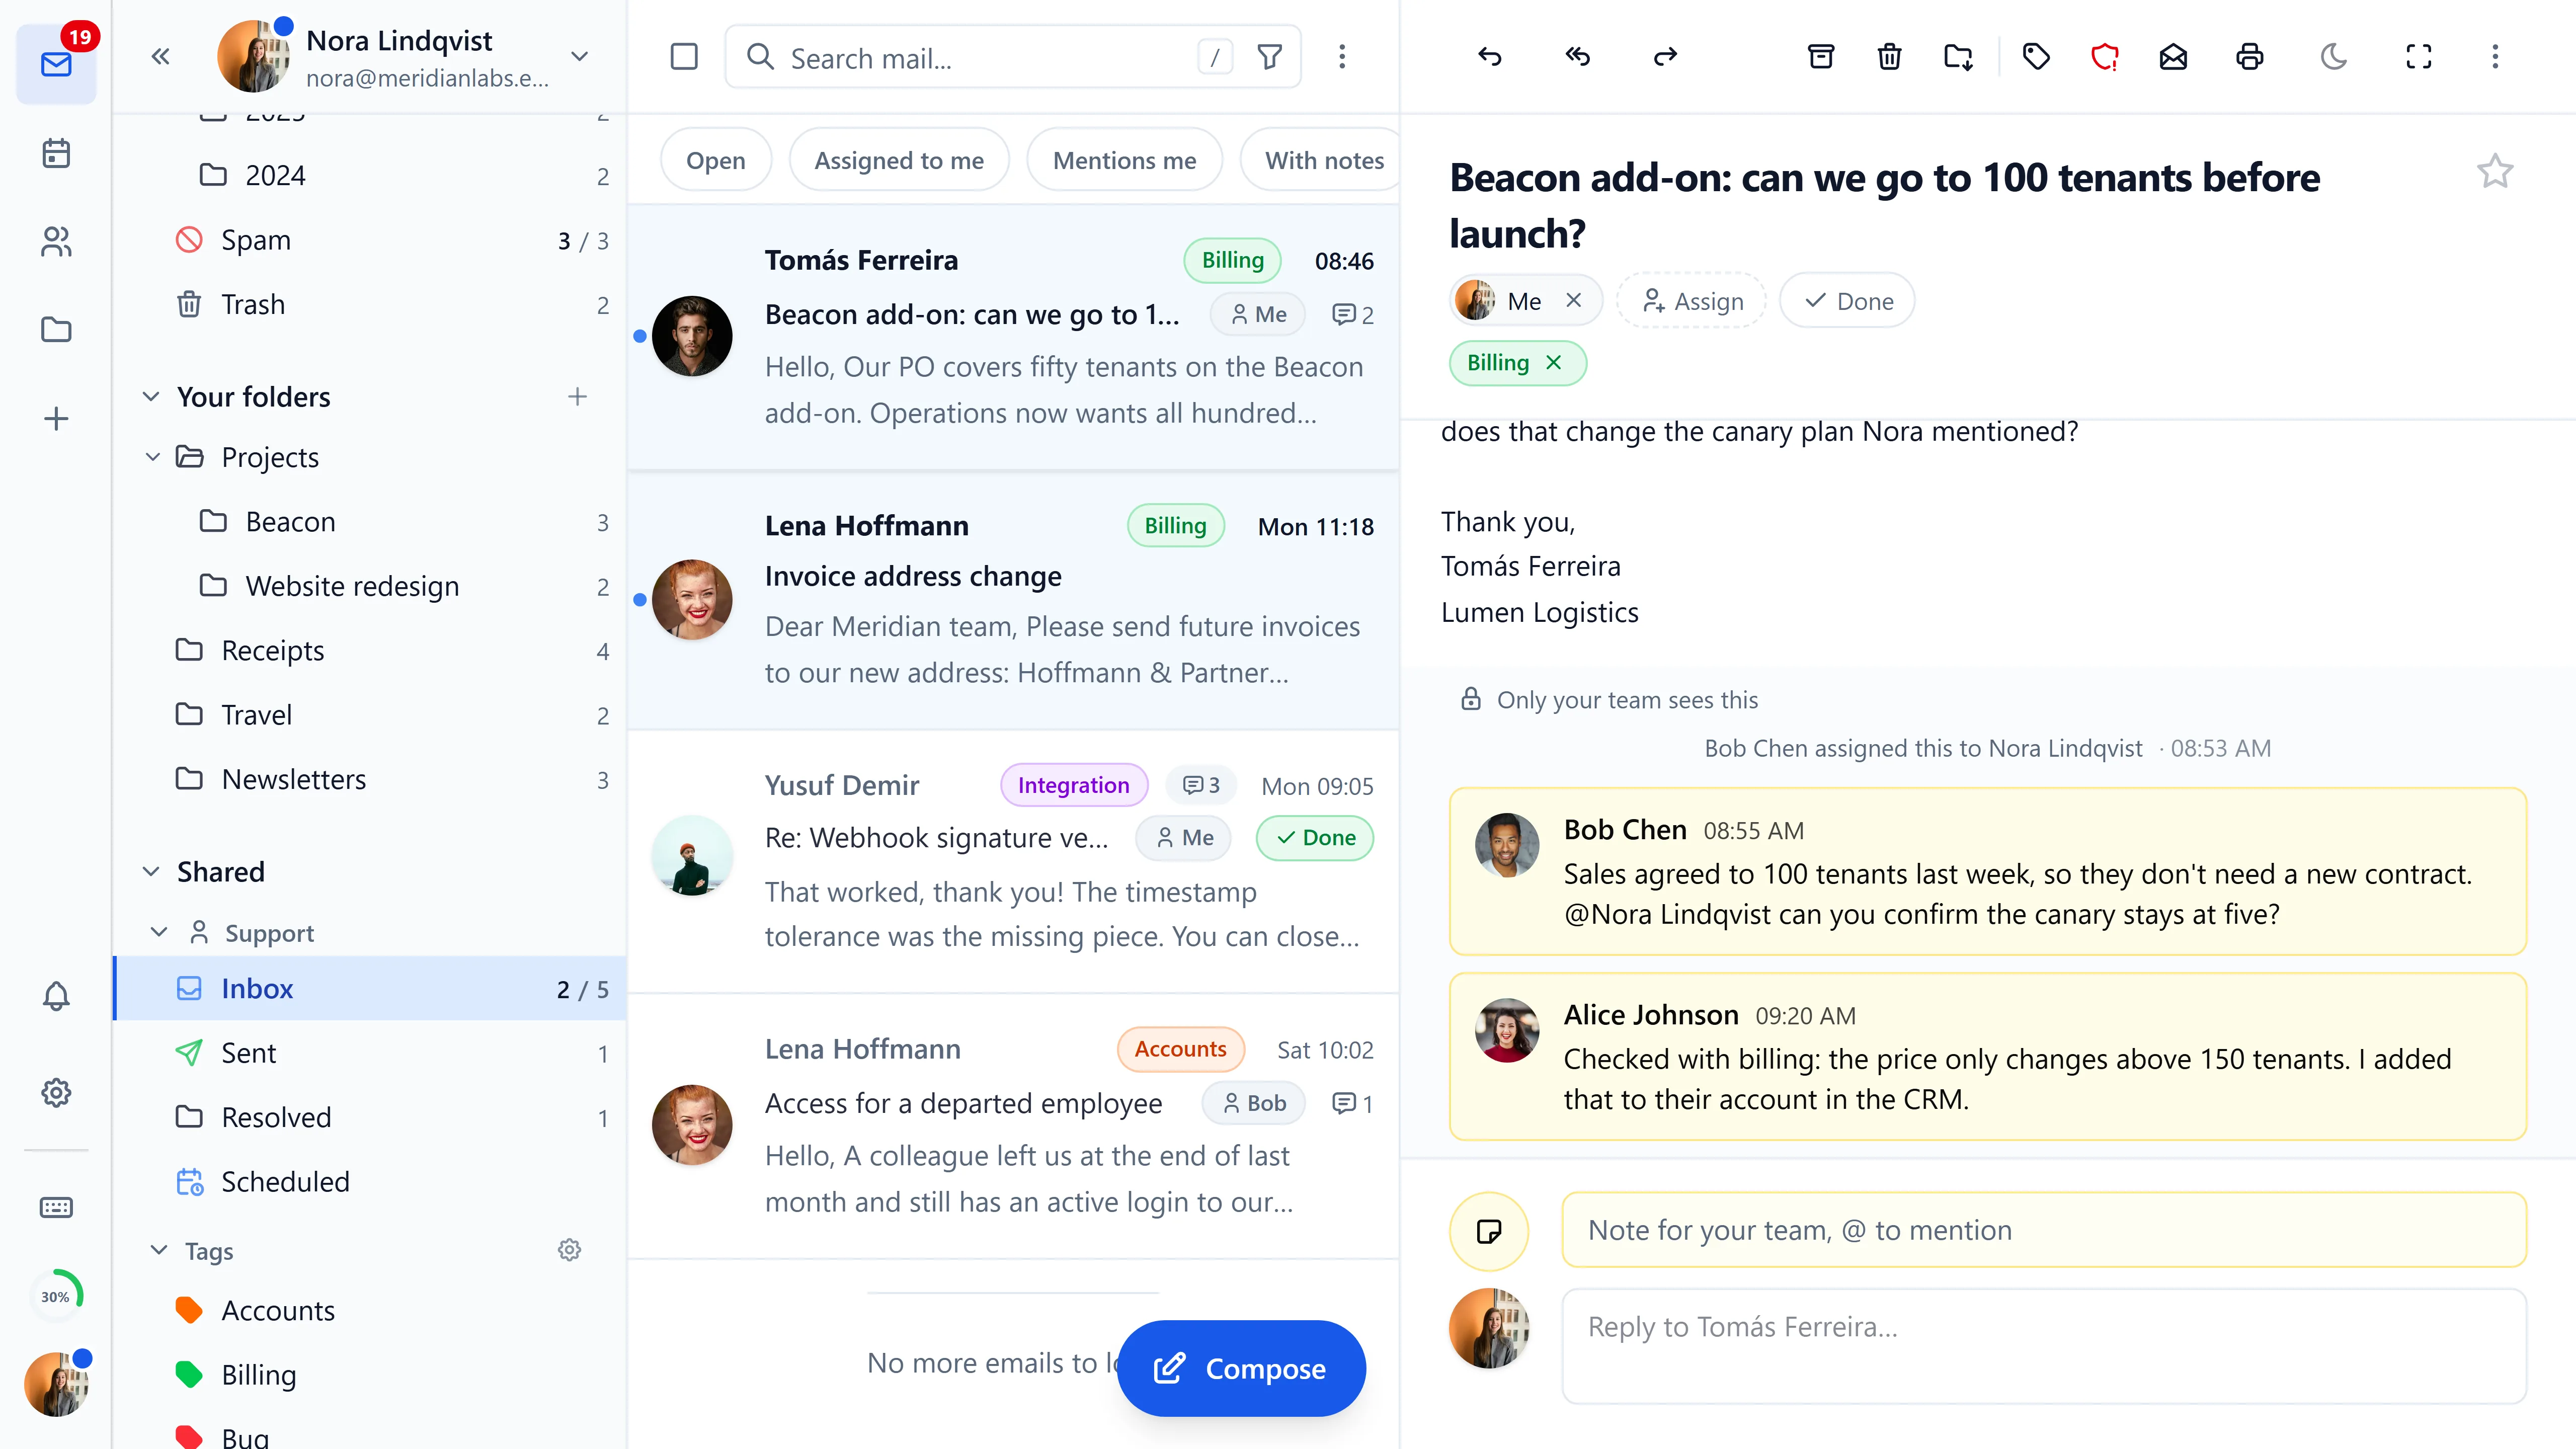 19
30%
Nora Lindqvist
nora@meridianlabs.e...
2024
2
Spam
3 / 3
Trash
2
Your folders
Projects
Beacon
3
Website redesign
2
Receipts
4
Travel
2
Newsletters
3
Shared
Support
Inbox
2 / 5
Sent
1
Resolved
1
Scheduled
Tags
Accounts
Billing
Bug
Search mail...
/
Open
Assigned to me
Mentions me
With notes
Tomás Ferreira
Billing
08:46
Beacon add-on: can we go to 1...
Me
2
Hello, Our PO covers fifty tenants on the Beacon
add-on. Operations now wants all hundred...
Lena Hoffmann
Billing
Mon 11:18
Invoice address change
Dear Meridian team, Please send future invoices
to our new address: Hoffmann & Partner...
Yusuf Demir
Integration
3
Mon 09:05
Re: Webhook signature ve...
Me
Done
That worked, thank you! The timestamp
tolerance was the missing piece. You can close...
Lena Hoffmann
Accounts
Sat 10:02
Access for a departed employee
Bob
1
Hello, A colleague left us at the end of last
month and still has an active login to our...
No more emails to
Compose
Beacon add-on: can we go to 100 tenants before
launch?
Me
Assign
Done
Billing
does that change the canary plan Nora mentioned?
Thank you,
Tomás Ferreira
Lumen Logistics
Only your team sees this
Bob Chen assigned this to Nora Lindqvist · 08:53 AM
Bob Chen 08:55 AM
Sales agreed to 100 tenants last week, so they don't need a new contract.
@Nora Lindqvist can you confirm the canary stays at five?
Alice Johnson 09:20 AM
Checked with billing: the price only changes above 150 tenants. I added
that to their account in the CRM.
Note for your team, @ to mention
Reply to Tomás Ferreira...